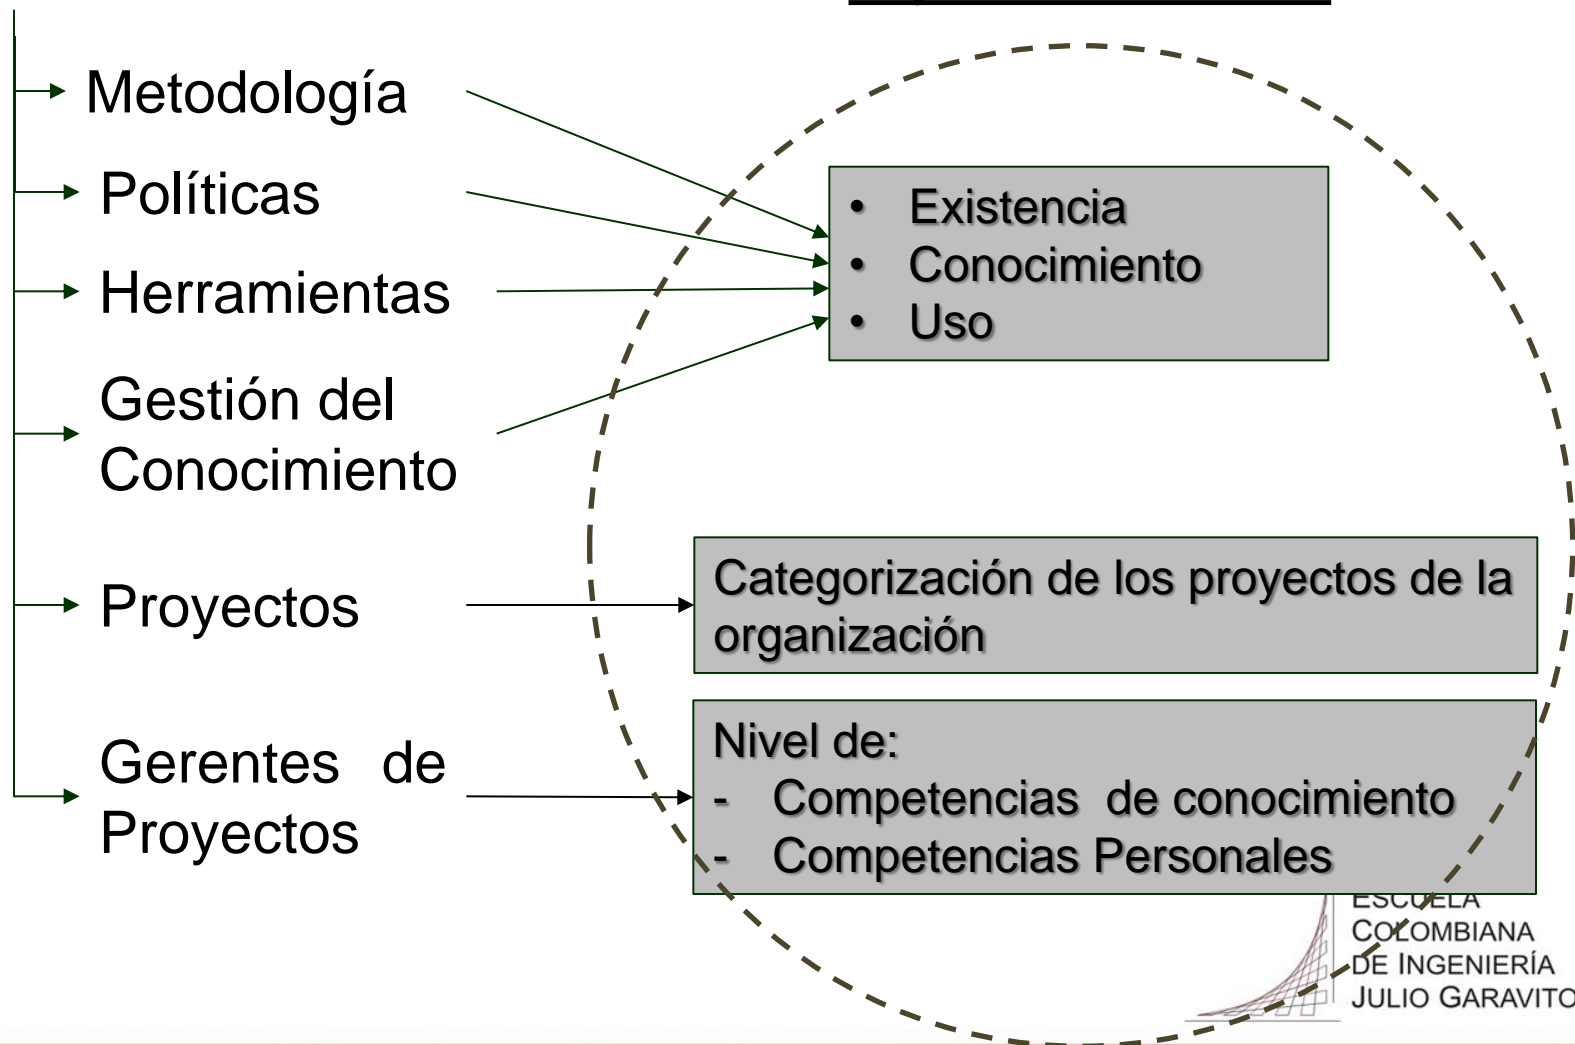 Metodología
Políticas
Herramientas
Gestión del
Conocimiento
Proyectos
Gerentes de
Proyectos
• Existencia
• Conocimiento
• Uso
Categorización de los proyectos de la
organización
Nivel de:
- Competencias de conocimiento
- Competencias Personales
ESCUELA
COLOMBIANA
DE INGENIERÍA
JULIO GARAVITO